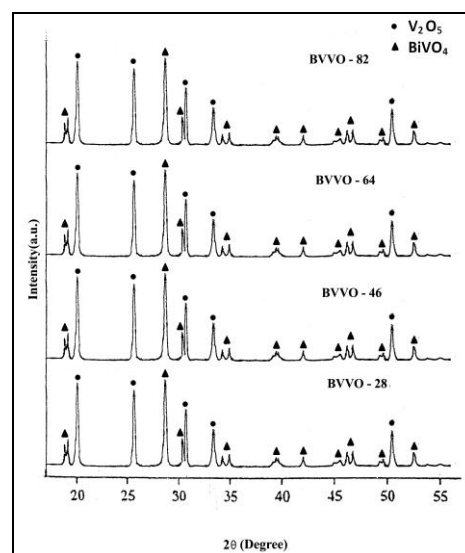 ● V₂O₅
▲ BiVO₄
BVVO - 82
BVVO - 64
BVVO - 46
BVVO - 28
Intensity(a.u.)
20 25 30 35 40 45 50 55
2θ (Degree)